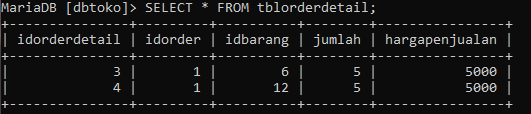 MariaDB [dbtoko]> SELECT * FROM tblorderdetail;
+---------------+---------+----------+--------+----------------+
| idorderdetail | idorder | idbarang | jumlah | hargapenjualan |
+---------------+---------+----------+--------+----------------+
|             3 |       1 |        6 |      5 |           5000 |
|             4 |       1 |       12 |      5 |           5000 |
+---------------+---------+----------+--------+----------------+